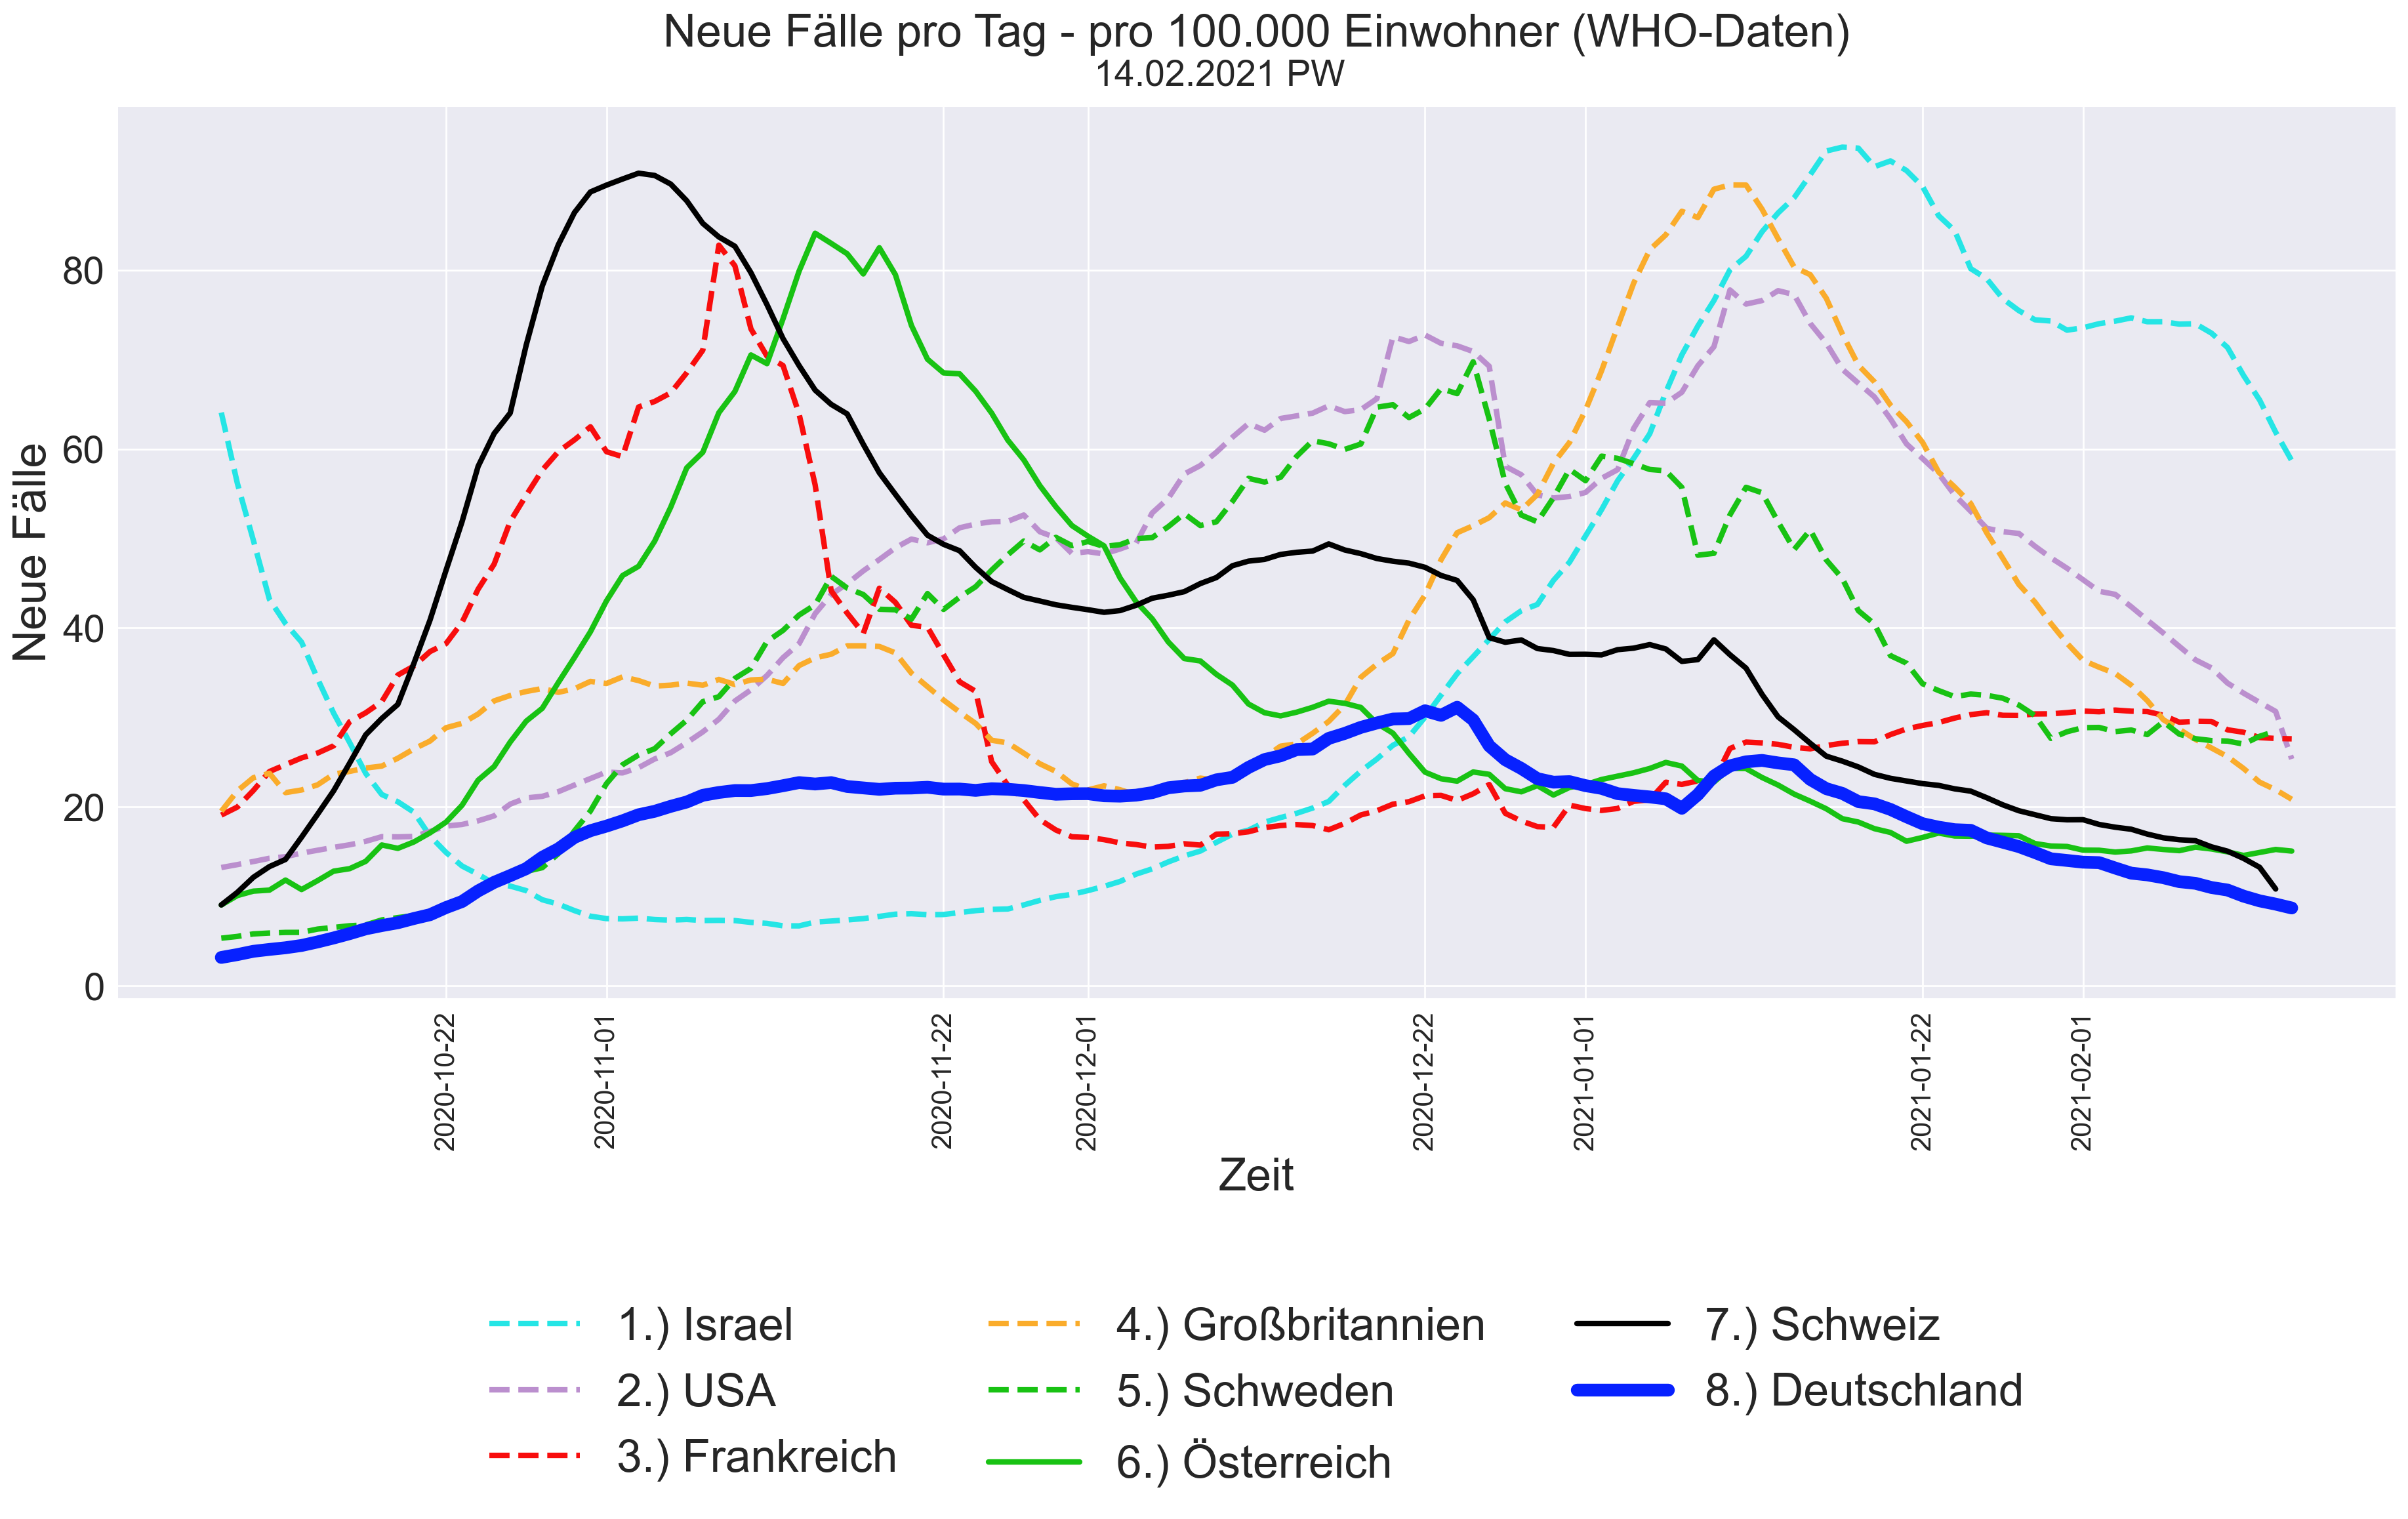 Neue Fälle pro Tag - pro 100.000 Einwohner (WHO-Daten)
14.02.2021 PW
Neue Fälle
80
60
40
20
0
2020-10-22
2020-11-01
2020-11-22
2020-12-01
2020-12-22
2021-01-01
2021-01-22
2021-02-01
Zeit
1.) Israel
2.) USA
3.) Frankreich
4.) Großbritannien
5.) Schweden
6.) Österreich
7.) Schweiz
8.) Deutschland